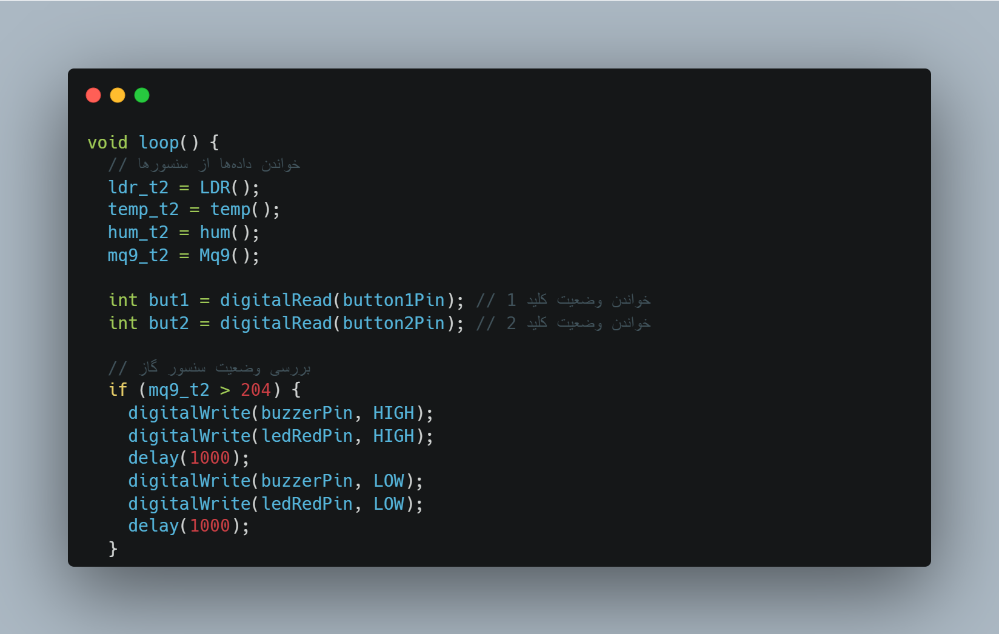 void loop() {
// خواندن داده‌ها از سنسورها
ldr_t2 = LDR();
temp_t2 = temp();
hum_t2 = hum();
mq9_t2 = Mq9();
int but1 = digitalRead(button1Pin); // خواندن وضعیت کلید 1
int but2 = digitalRead(button2Pin); // خواندن وضعیت کلید 2
// بررسی وضعیت سنسور گاز
if (mq9_t2 > 204) {
digitalWrite(buzzerPin, HIGH);
digitalWrite(ledRedPin, HIGH);
delay(1000);
digitalWrite(buzzerPin, LOW);
digitalWrite(ledRedPin, LOW);
delay(1000);
}